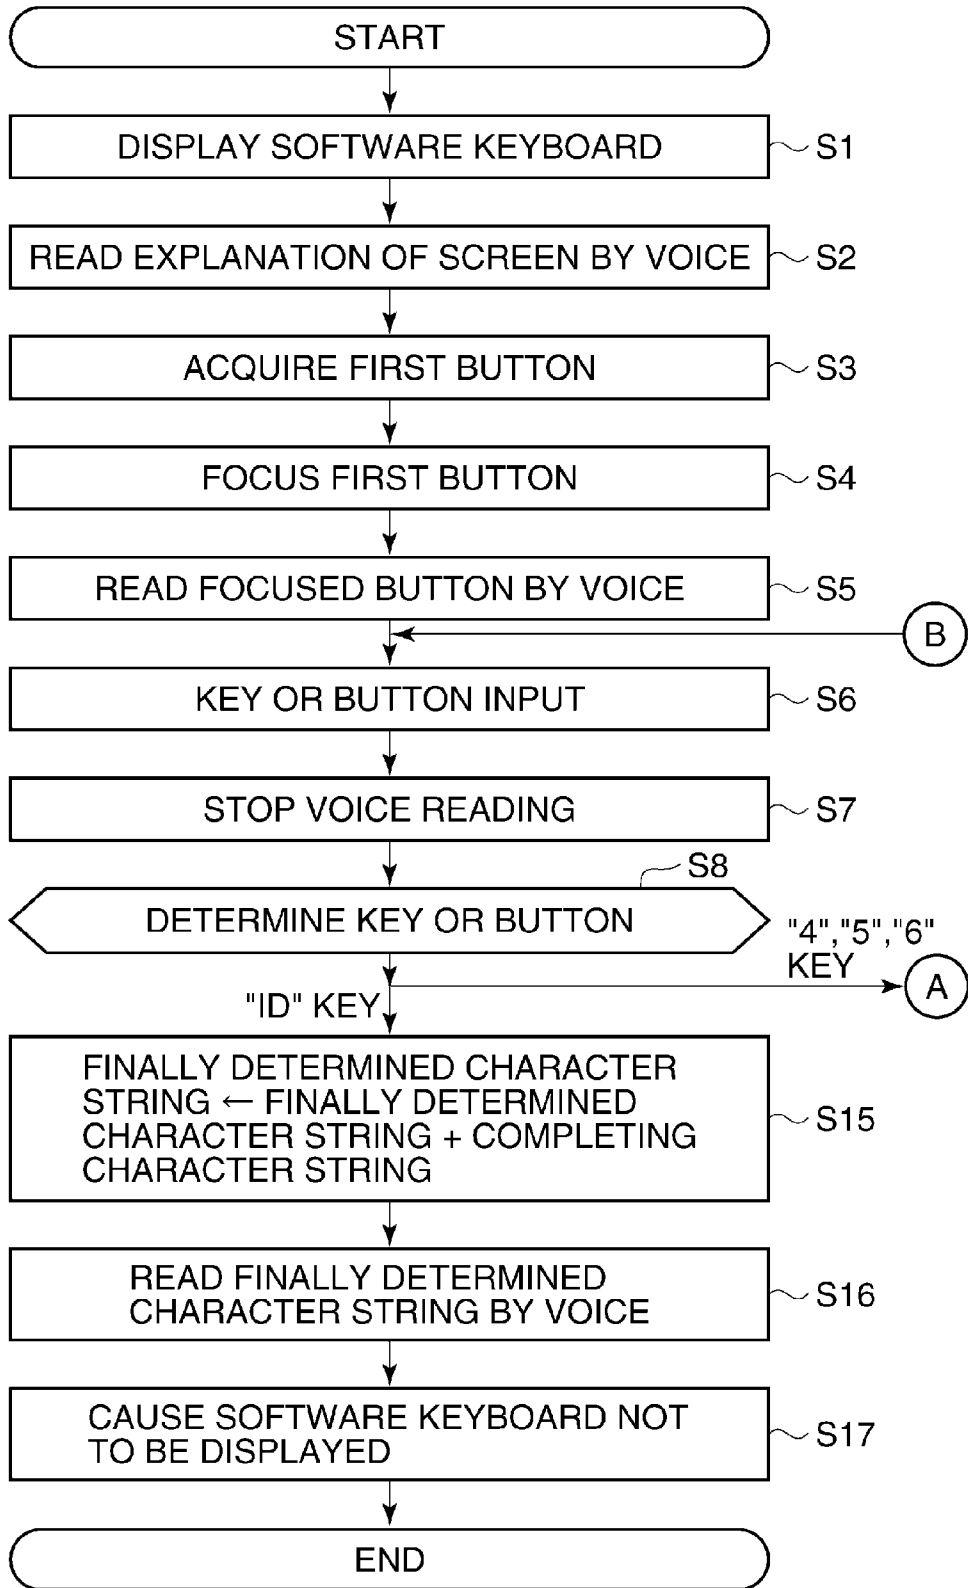 START
DISPLAY SOFTWARE KEYBOARD
S1
READ EXPLANATION OF SCREEN BY VOICE
S2
ACQUIRE FIRST BUTTON
S3
FOCUS FIRST BUTTON
S4
READ FOCUSED BUTTON BY VOICE
S5
B
KEY OR BUTTON INPUT
S6
STOP VOICE READING
S7
S8
DETERMINE KEY OR BUTTON
"4","5","6"
KEY
A
"ID" KEY
FINALLY DETERMINED CHARACTER
STRING ← FINALLY DETERMINED
CHARACTER STRING + COMPLETING
CHARACTER STRING
S15
READ FINALLY DETERMINED
CHARACTER STRING BY VOICE
S16
CAUSE SOFTWARE KEYBOARD NOT
TO BE DISPLAYED
S17
END